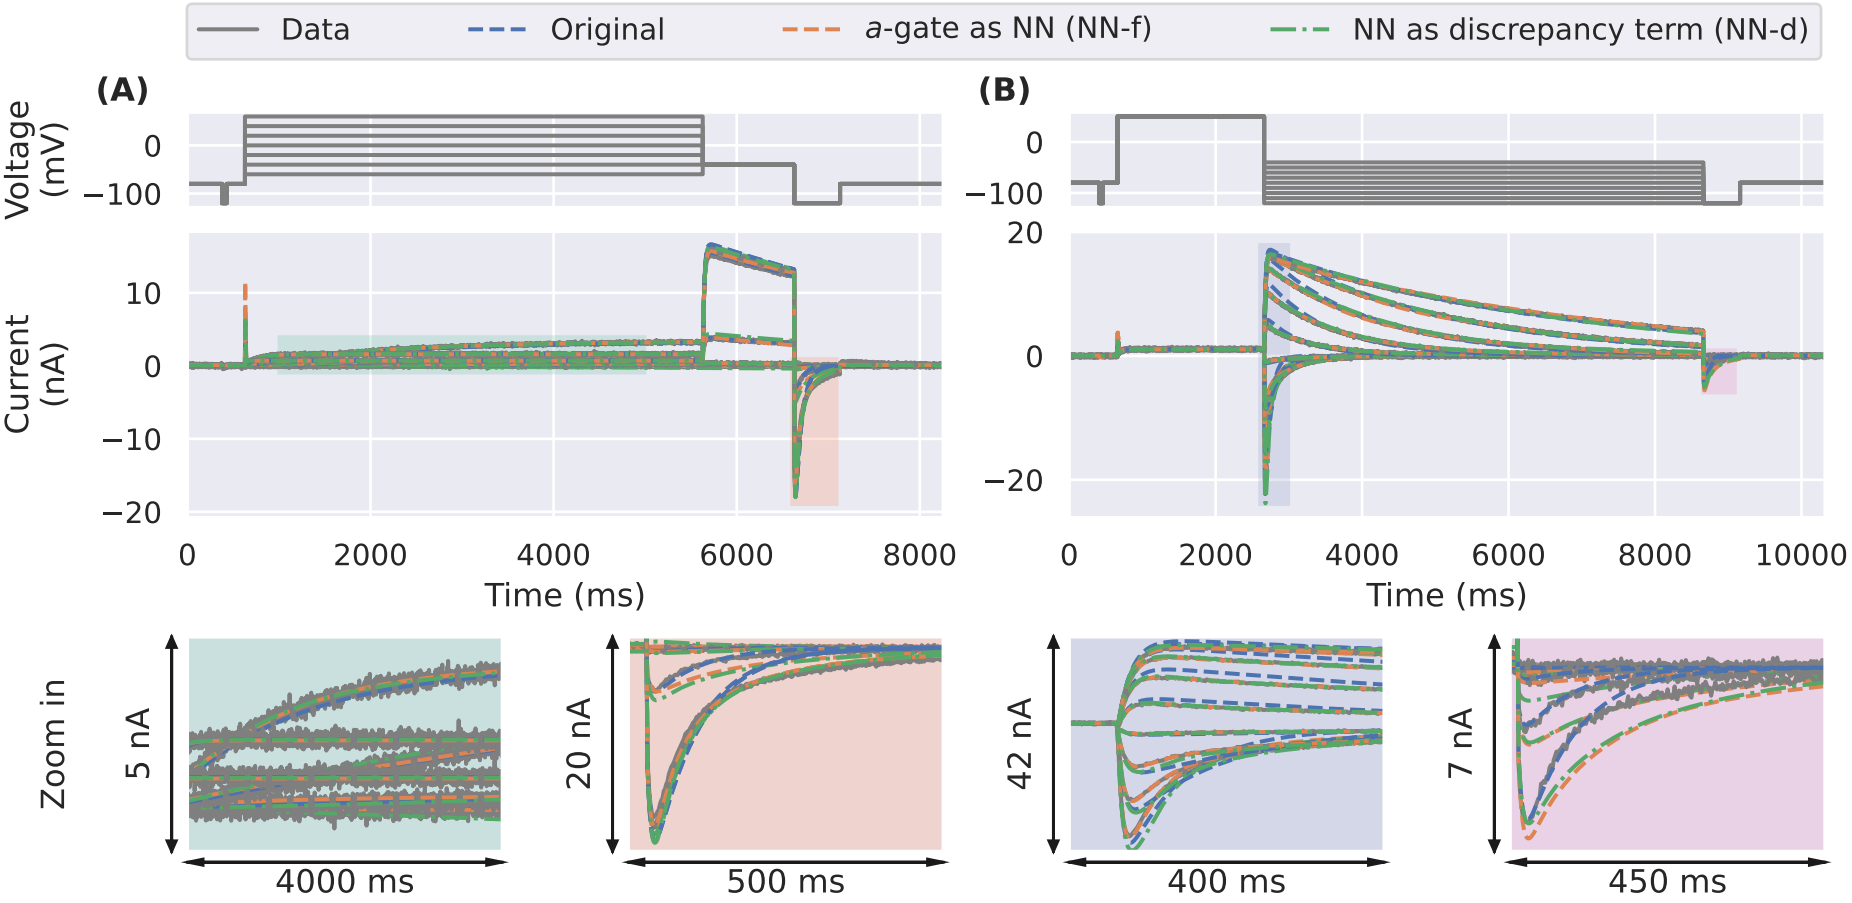 Data
Original
a-gate as NN (NN-f)
NN as discrepancy term (NN-d)
(A)
(B)
Voltage
(mV)
0
−100
0
−100
Current
(nA)
10
0
−10
−20
20
0
−20
0
2000
4000
6000
8000
Time (ms)
0
2000
4000
6000
8000
10000
Time (ms)
Zoom in
5 nA
4000 ms
20 nA
500 ms
42 nA
400 ms
7 nA
450 ms